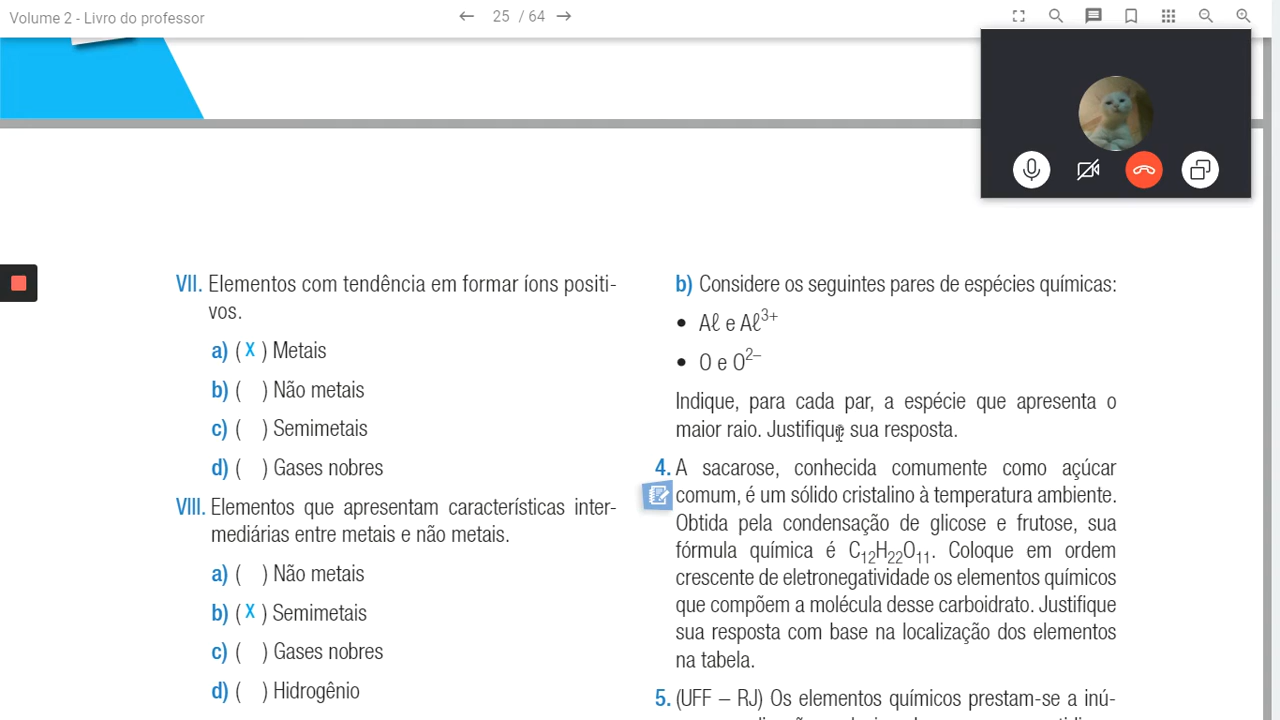 Volume 2 - Livro do professor
25 / 64
VII. Elementos com tendência em formar íons positi-
vos.
a) ( X ) Metais
b) ( ) Não metais
c) ( ) Semimetais
d) ( ) Gases nobres
VIII. Elementos que apresentam características inter-
mediárias entre metais e não metais.
a) ( ) Não metais
b) ( X ) Semimetais
c) ( ) Gases nobres
d) ( ) Hidrogênio
b) Considere os seguintes pares de espécies químicas:
• Aℓ e Aℓ³⁺
• O e O²⁻
Indique, para cada par, a espécie que apresenta o
maior raio. Justifique sua resposta.
4. A sacarose, conhecida comumente como açúcar
comum, é um sólido cristalino à temperatura ambiente.
Obtida pela condensação de glicose e frutose, sua
fórmula química é C₁₂H₂₂O₁₁. Coloque em ordem
crescente de eletronegatividade os elementos químicos
que compõem a molécula desse carboidrato. Justifique
sua resposta com base na localização dos elementos
na tabela.
5. (UFF – RJ) Os elementos químicos prestam-se a inú-